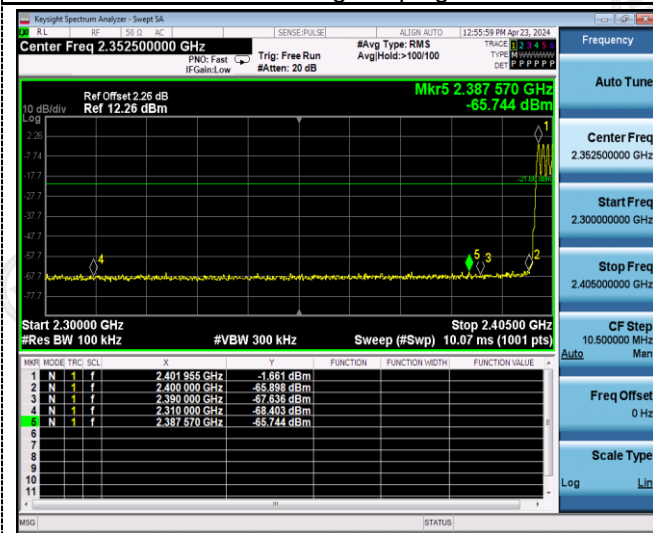 Keysight Spectrum Analyzer - Swept SA
RL RF 50 Ω AC SENSE:PULSE ALIGN AUTO 12:55:59 PM Apr 23, 2024
Center Freq 2.352500000 GHz
PNO: Fast
IFGain:Low
Trig: Free Run
#Atten: 20 dB
#Avg Type: RMS
Avg|Hold:>100/100
TRACE 1 2 3 4 5 6
TYPE M W W W W W
DET P P P P P P
Ref Offset 2.26 dB
Ref 12.26 dBm
10 dB/div
Log
Mkr5 2.387 570 GHz
-65.744 dBm
2.26
-7.74
-17.7
-27.7
-37.7
-47.7
-57.7
-67.7
-77.7
1
4
5
3
2
Start 2.30000 GHz
Stop 2.40500 GHz
#Res BW 100 kHz
#VBW 300 kHz
Sweep (#Swp) 10.07 ms (1001 pts)
MKR MODE TRC SCL X Y FUNCTION FUNCTION WIDTH FUNCTION VALUE
1 N 1 f 2.401 955 GHz -1.661 dBm
2 N 1 f 2.400 000 GHz -65.898 dBm
3 N 1 f 2.390 000 GHz -67.636 dBm
4 N 1 f 2.310 000 GHz -68.403 dBm
5 N 1 f 2.387 570 GHz -65.744 dBm
6
7
8
9
10
11
MSG
STATUS
Frequency
Auto Tune
Center Freq
2.352500000 GHz
Start Freq
2.300000000 GHz
Stop Freq
2.405000000 GHz
CF Step
10.500000 MHz
Auto Man
Freq Offset
0 Hz
Scale Type
Log Lin